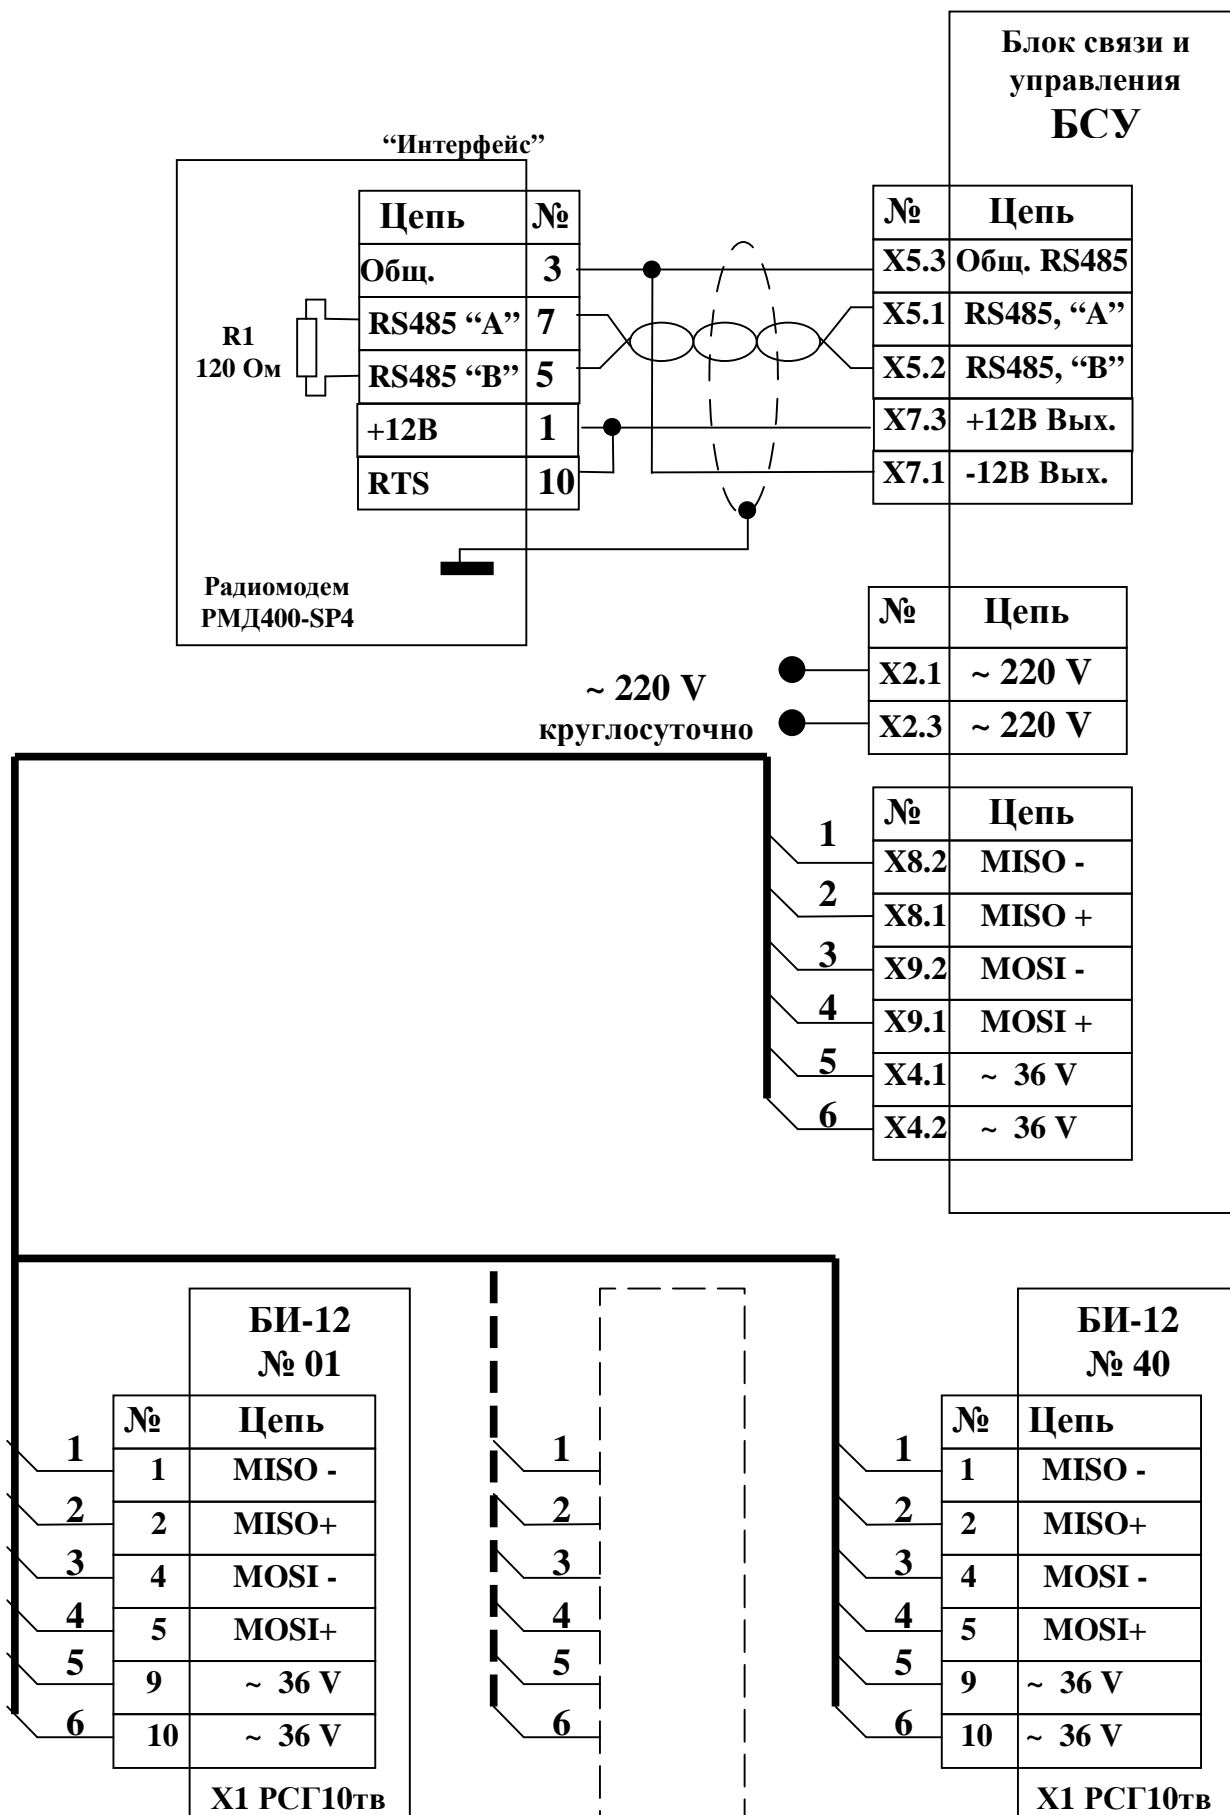 Блок связи и
управления
БСУ
“Интерфейс”
Цепь №
Общ. 3
RS485 “А” 7
RS485 “В” 5
+12В 1
RTS 10
R1
120 Ом
Радиомодем
РМД400-SP4
№ Цепь
X5.3 Общ. RS485
X5.1 RS485, “А”
X5.2 RS485, “В”
X7.3 +12В Вых.
X7.1 -12В Вых.
№ Цепь
X2.1 ~ 220 V
X2.3 ~ 220 V
~ 220 V
круглосуточно
№ Цепь
1 X8.2 MISO -
2 X8.1 MISO +
3 X9.2 MOSI -
4 X9.1 MOSI +
5 X4.1 ~ 36 V
6 X4.2 ~ 36 V
БИ-12
№ 01
№ Цепь
1 1 MISO -
2 2 MISO+
3 4 MOSI -
4 5 MOSI+
5 9 ~ 36 V
6 10 ~ 36 V
X1 РСГ10тв
1
2
3
4
5
6
БИ-12
№ 40
№ Цепь
1 1 MISO -
2 2 MISO+
3 4 MOSI -
4 5 MOSI+
5 9 ~ 36 V
6 10 ~ 36 V
X1 РСГ10тв